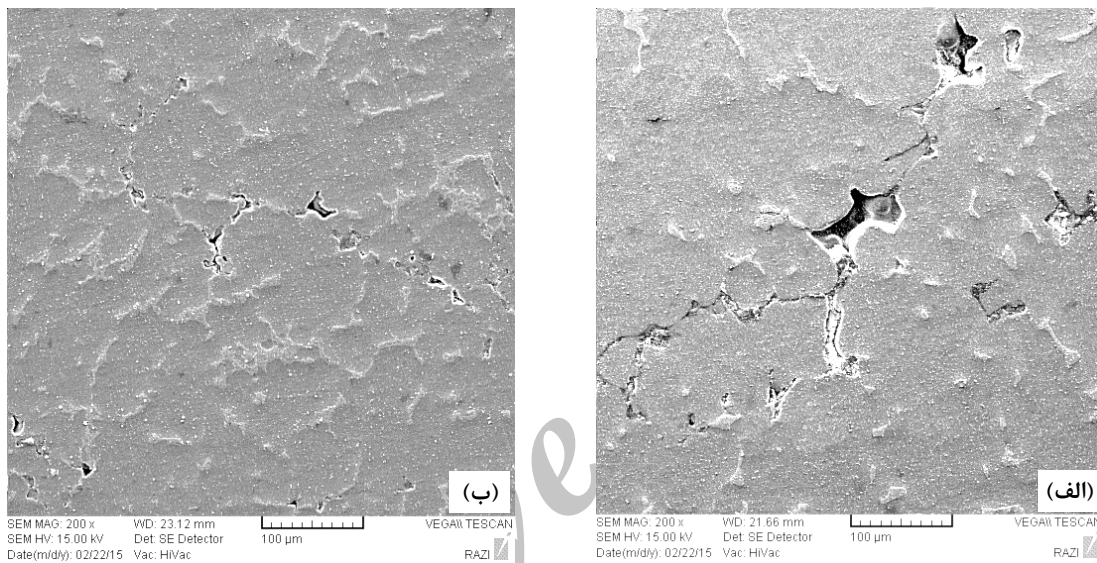 (ب)
SEM MAG: 200 x WD: 23.12 mm
SEM HV: 15.00 kV Det: SE Detector 100 µm VEGA\\ TESCAN
Date(m/d/y): 02/22/15 Vac: HiVac RAZI
(الف)
SEM MAG: 200 x WD: 21.66 mm
SEM HV: 15.00 kV Det: SE Detector 100 µm VEGA\\ TESCAN
Date(m/d/y): 02/22/15 Vac: HiVac RAZI